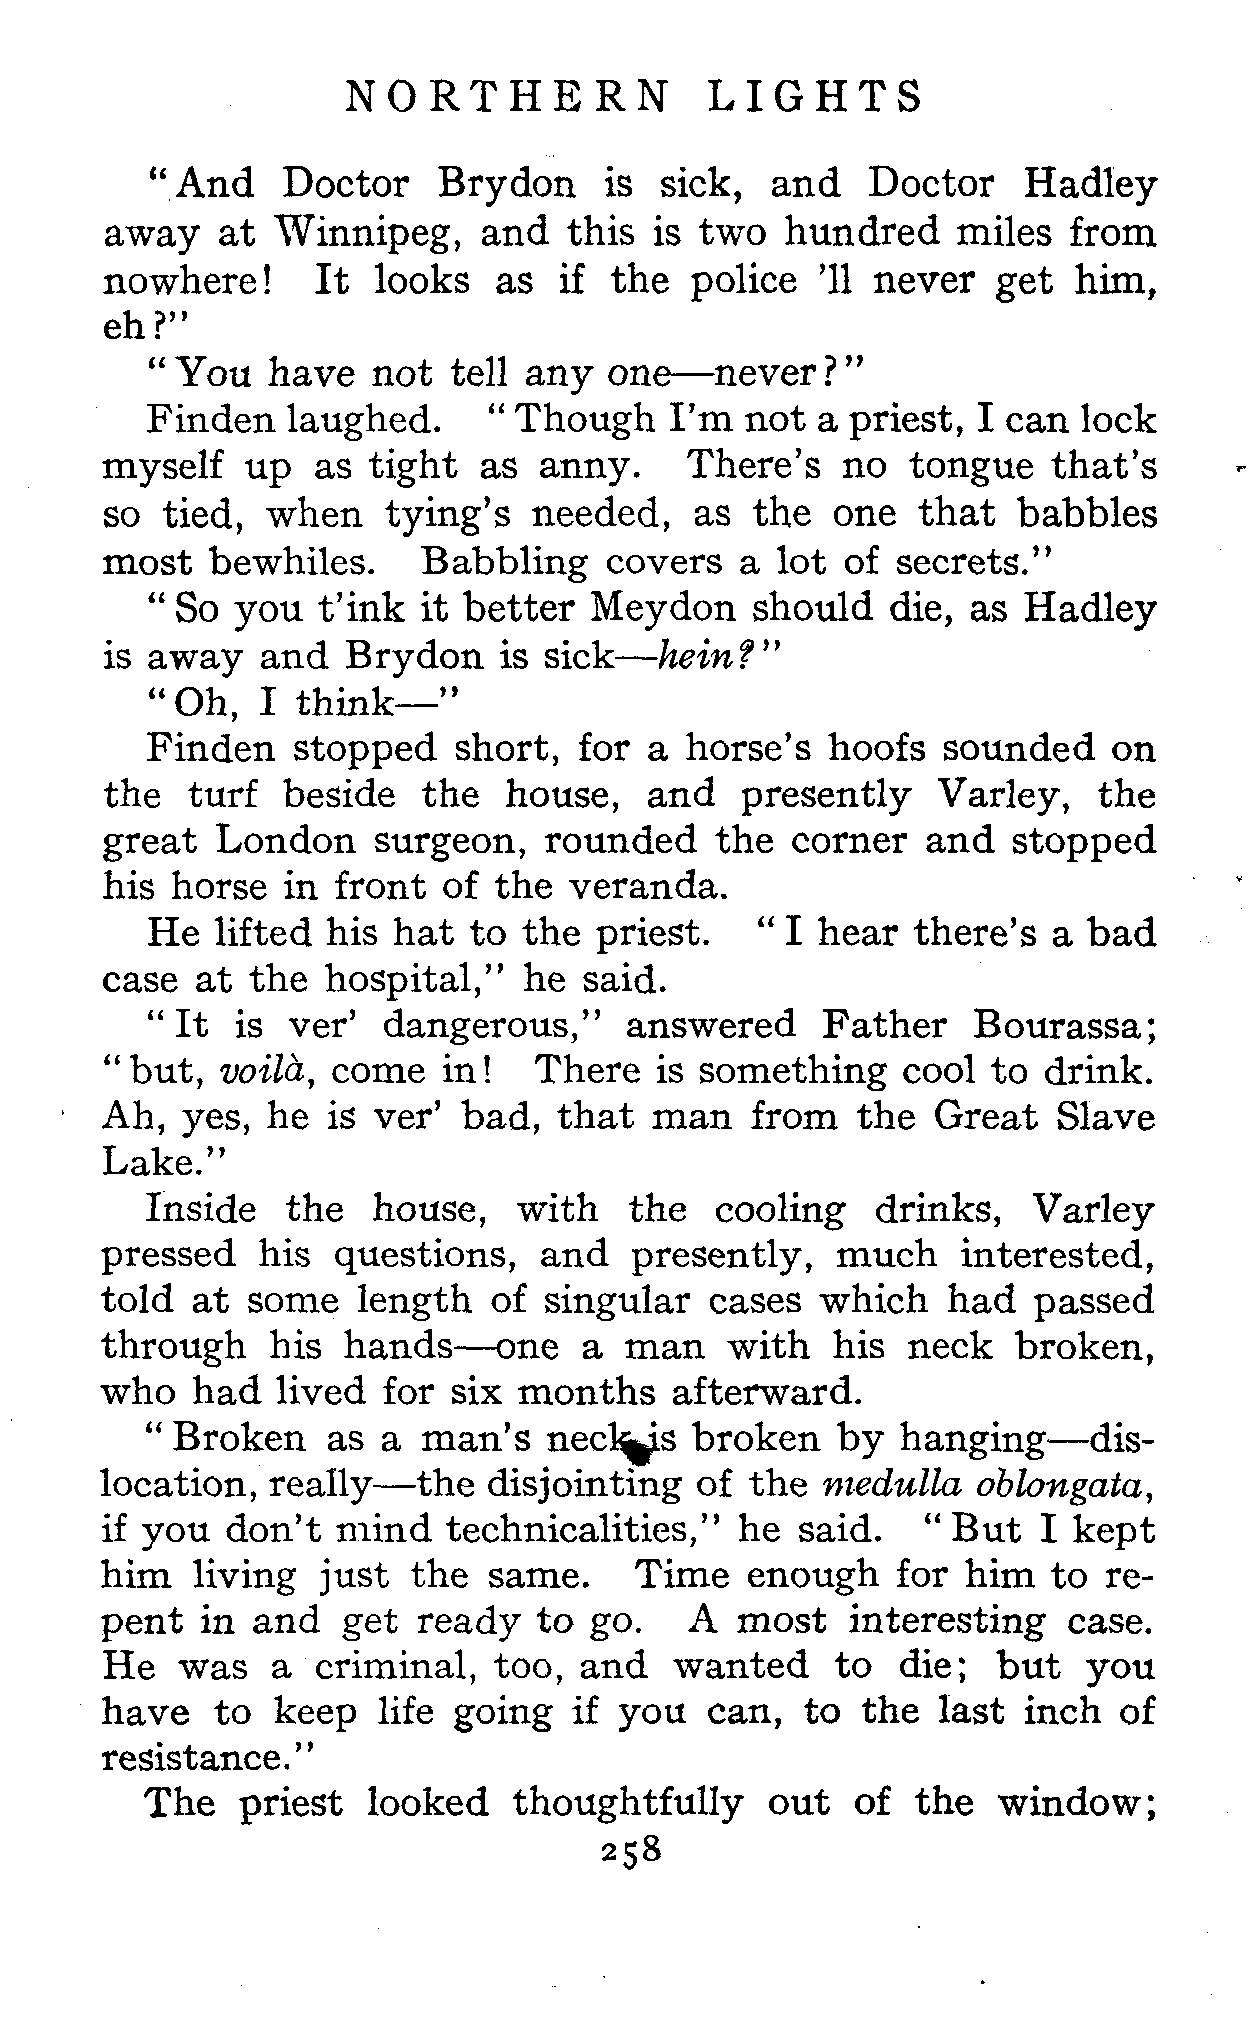 NORTHERN LIGHTS
"And Doctor Brydon is sick, and Doctor Hadley
away at Winnipeg, and this is two hundred miles from
nowhere! It looks as if the police 'll never get him,
eh?"
"You have not tell any one—never?"
Finden laughed. "Though I'm not a priest, I can lock
myself up as tight as anny. There's no tongue that's
so tied, when tying's needed, as the one that babbles
most bewhiles. Babbling covers a lot of secrets."
"So you t'ink it better Meydon should die, as Hadley
is away and Brydon is sick—hein?"
"Oh, I think—"
Finden stopped short, for a horse's hoofs sounded on
the turf beside the house, and presently Varley, the
great London surgeon, rounded the corner and stopped
his horse in front of the veranda.
He lifted his hat to the priest. "I hear there's a bad
case at the hospital," he said.
"It is ver' dangerous," answered Father Bourassa;
"but, voilà, come in! There is something cool to drink.
Ah, yes, he is ver' bad, that man from the Great Slave
Lake."
Inside the house, with the cooling drinks, Varley
pressed his questions, and presently, much interested,
told at some length of singular cases which had passed
through his hands—one a man with his neck broken,
who had lived for six months afterward.
"Broken as a man's neck is broken by hanging—dis-
location, really—the disjointing of the medulla oblongata,
if you don't mind technicalities," he said. "But I kept
him living just the same. Time enough for him to re-
pent in and get ready to go. A most interesting case.
He was a criminal, too, and wanted to die; but you
have to keep life going if you can, to the last inch of
resistance."
The priest looked thoughtfully out of the window;
258